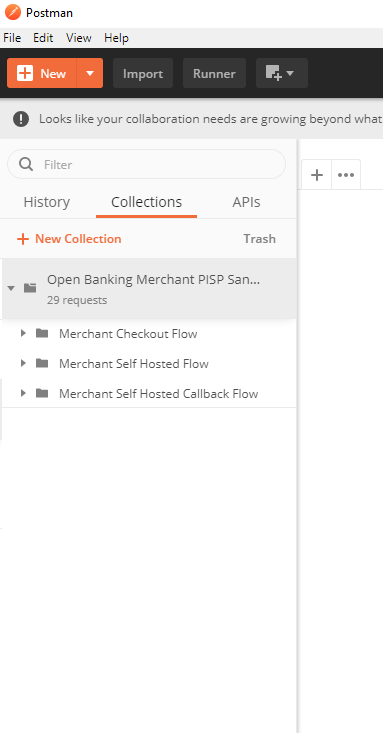 Postman
File Edit View Help
New Import Runner
Looks like your collaboration needs are growing beyond what
Filter
History Collections APIs
+ New Collection Trash
Open Banking Merchant PISP San...
29 requests
Merchant Checkout Flow
Merchant Self Hosted Flow
Merchant Self Hosted Callback Flow